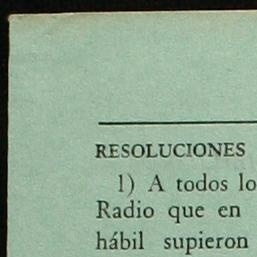 RESOLUCIONES
1) A todos lo
Radio que en
hábil supieron